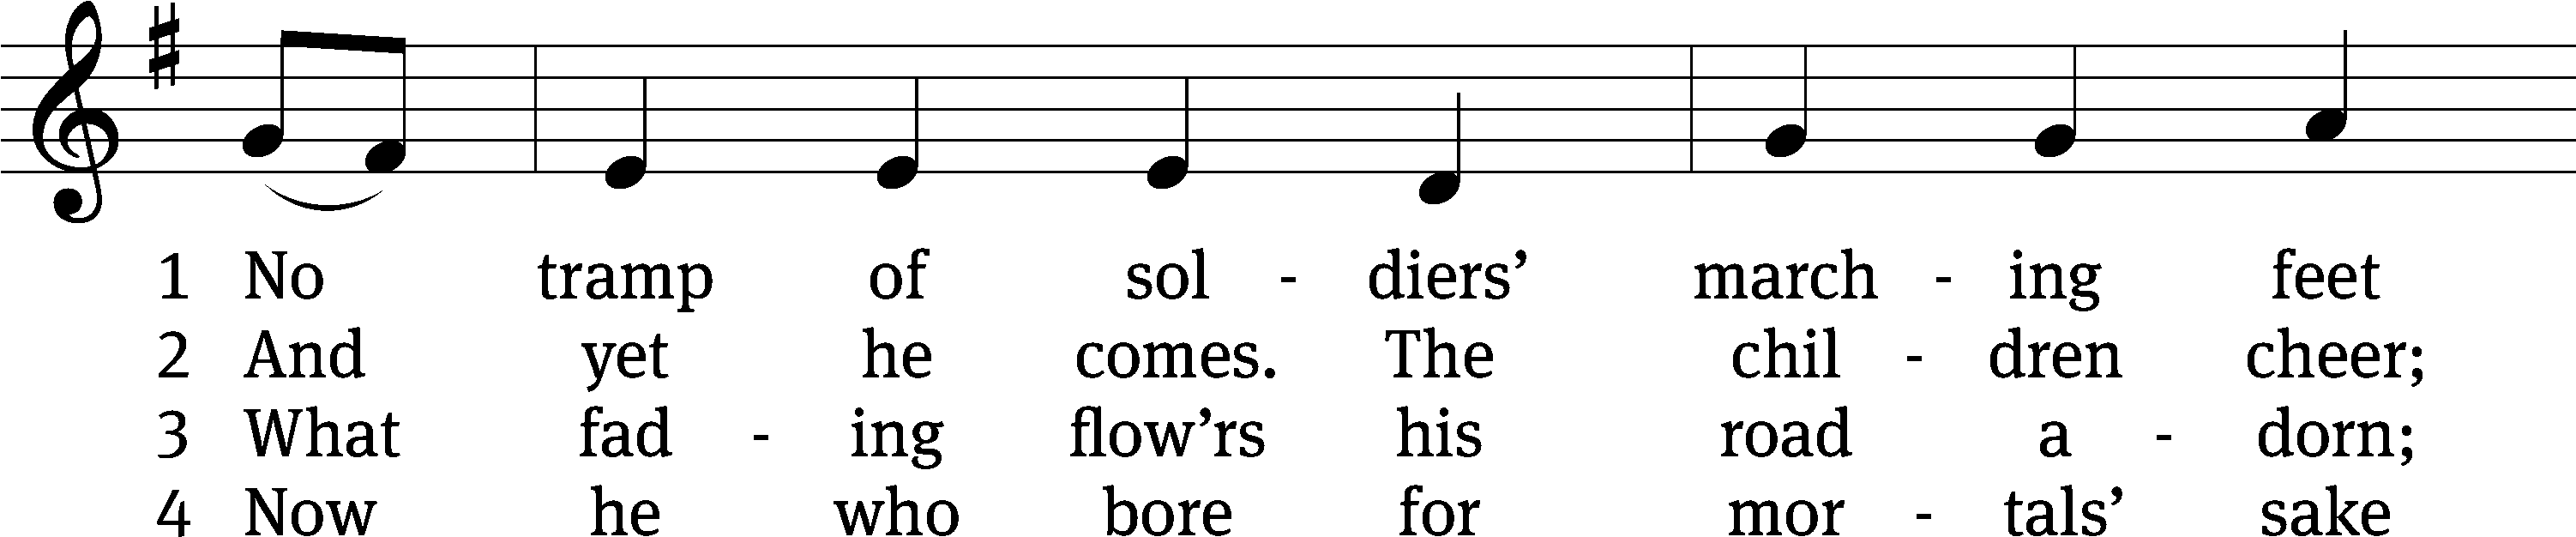 1 No tramp of sol - diers’ march - ing feet
2 And yet he comes. The chil - dren cheer;
3 What fad - ing flow’rs his road a - dorn;
4 Now he who bore for mor - tals’ sake